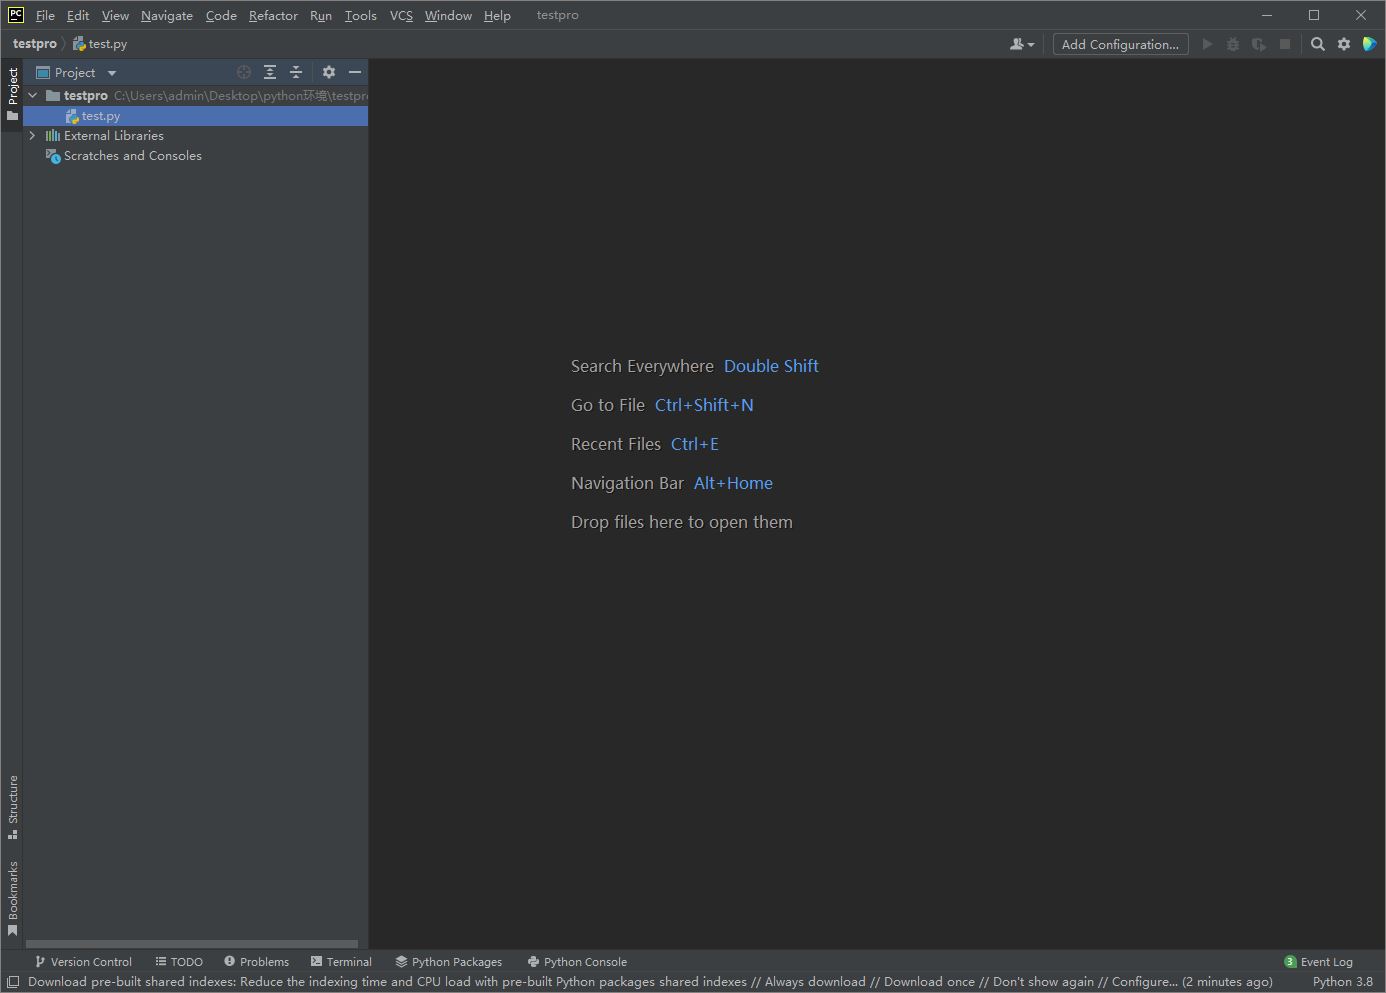 PC File Edit View Navigate Code Refactor Run Tools VCS Window Help testpro
testpro test.py Add Configuration...
Project
Project
testpro C:\Users\admin\Desktop\python环境\testpr
test.py
External Libraries
Scratches and Consoles
Search Everywhere Double Shift
Go to File Ctrl+Shift+N
Recent Files Ctrl+E
Navigation Bar Alt+Home
Drop files here to open them
Structure
Bookmarks
Version Control TODO Problems Terminal Python Packages Python Console 3 Event Log
Download pre-built shared indexes: Reduce the indexing time and CPU load with pre-built Python packages shared indexes // Always download // Download once // Don't show again // Configure... (2 minutes ago) Python 3.8